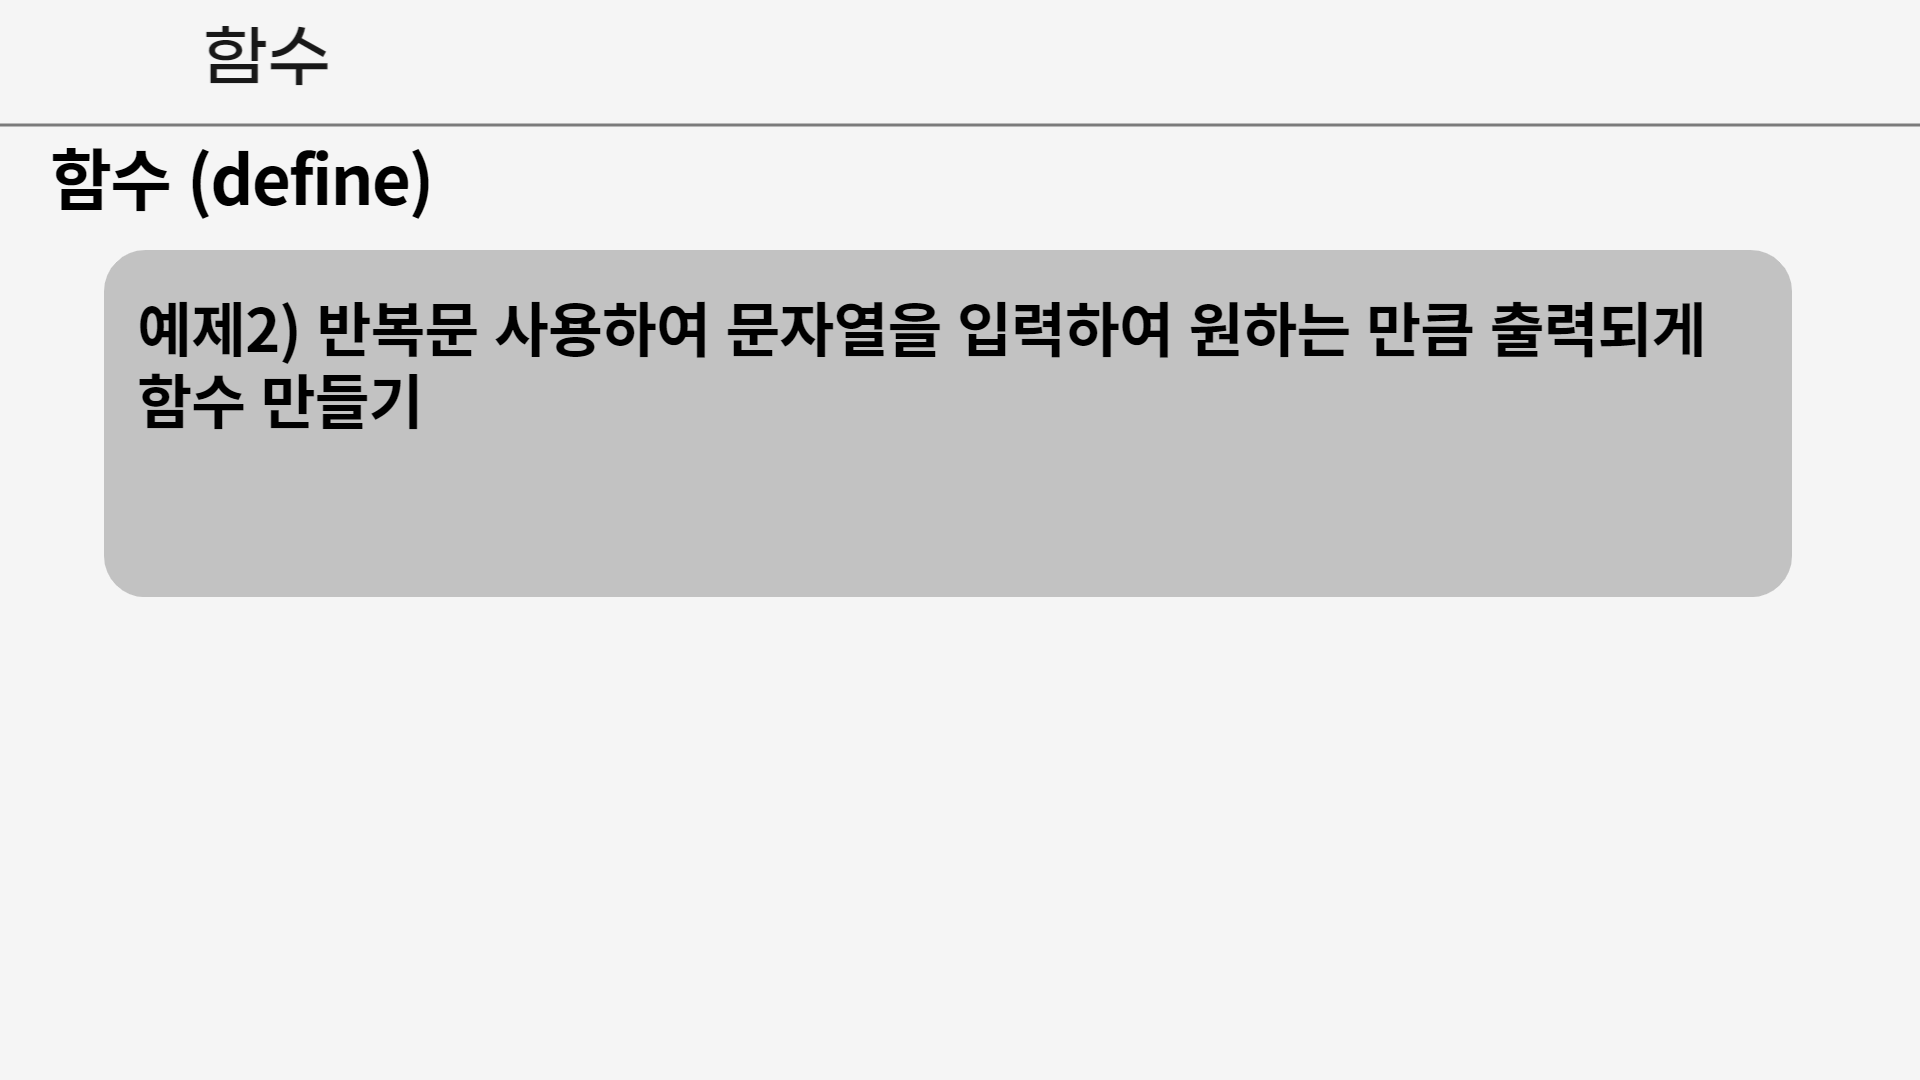 함수
함수 (define)
예제2) 반복문 사용하여 문자열을 입력하여 원하는 만큼 출력되게
함수 만들기